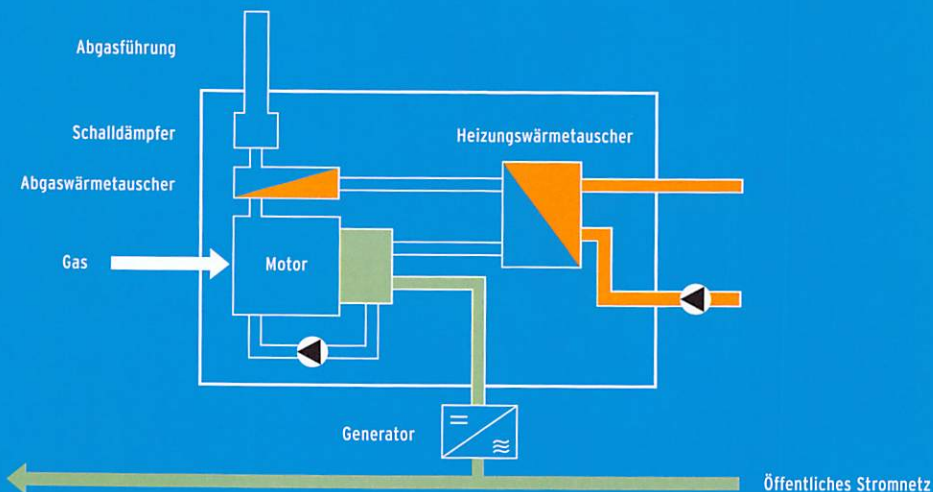 Abgasführung
Schalldämpfer
Heizungswärmetauscher
Abgaswärmetauscher
Gas
Motor
Generator
Öffentliches Stromnetz